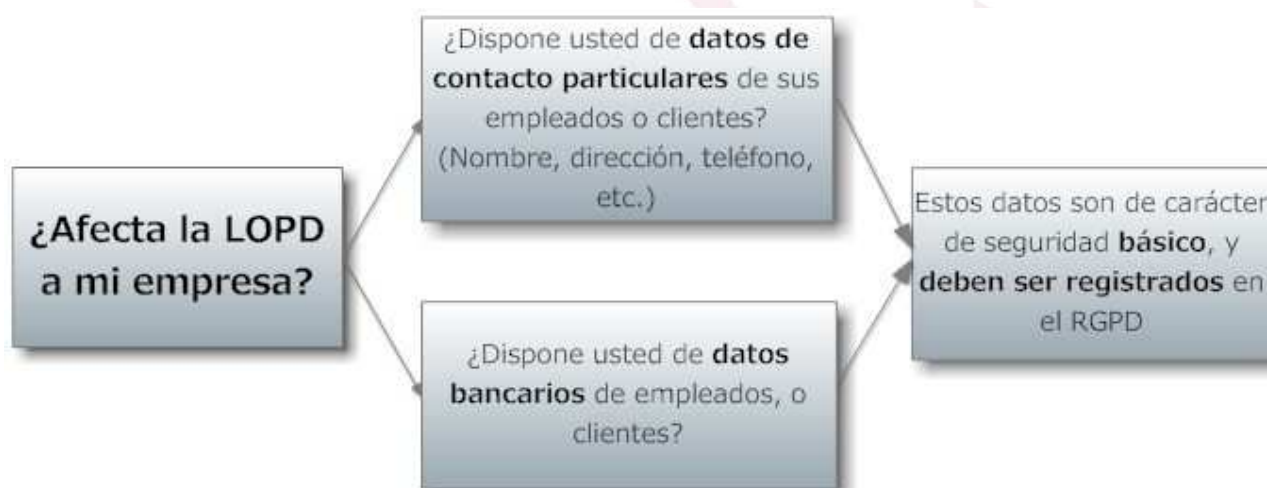 ¿Afecta la LOPD
a mi empresa?
¿Dispone usted de datos de
contacto particulares de sus
empleados o clientes?
(Nombre, dirección, teléfono,
etc.)
¿Dispone usted de datos
bancarios de empleados, o
clientes?
Estos datos son de carácter
de seguridad básico, y
deben ser registrados en
el RGPD